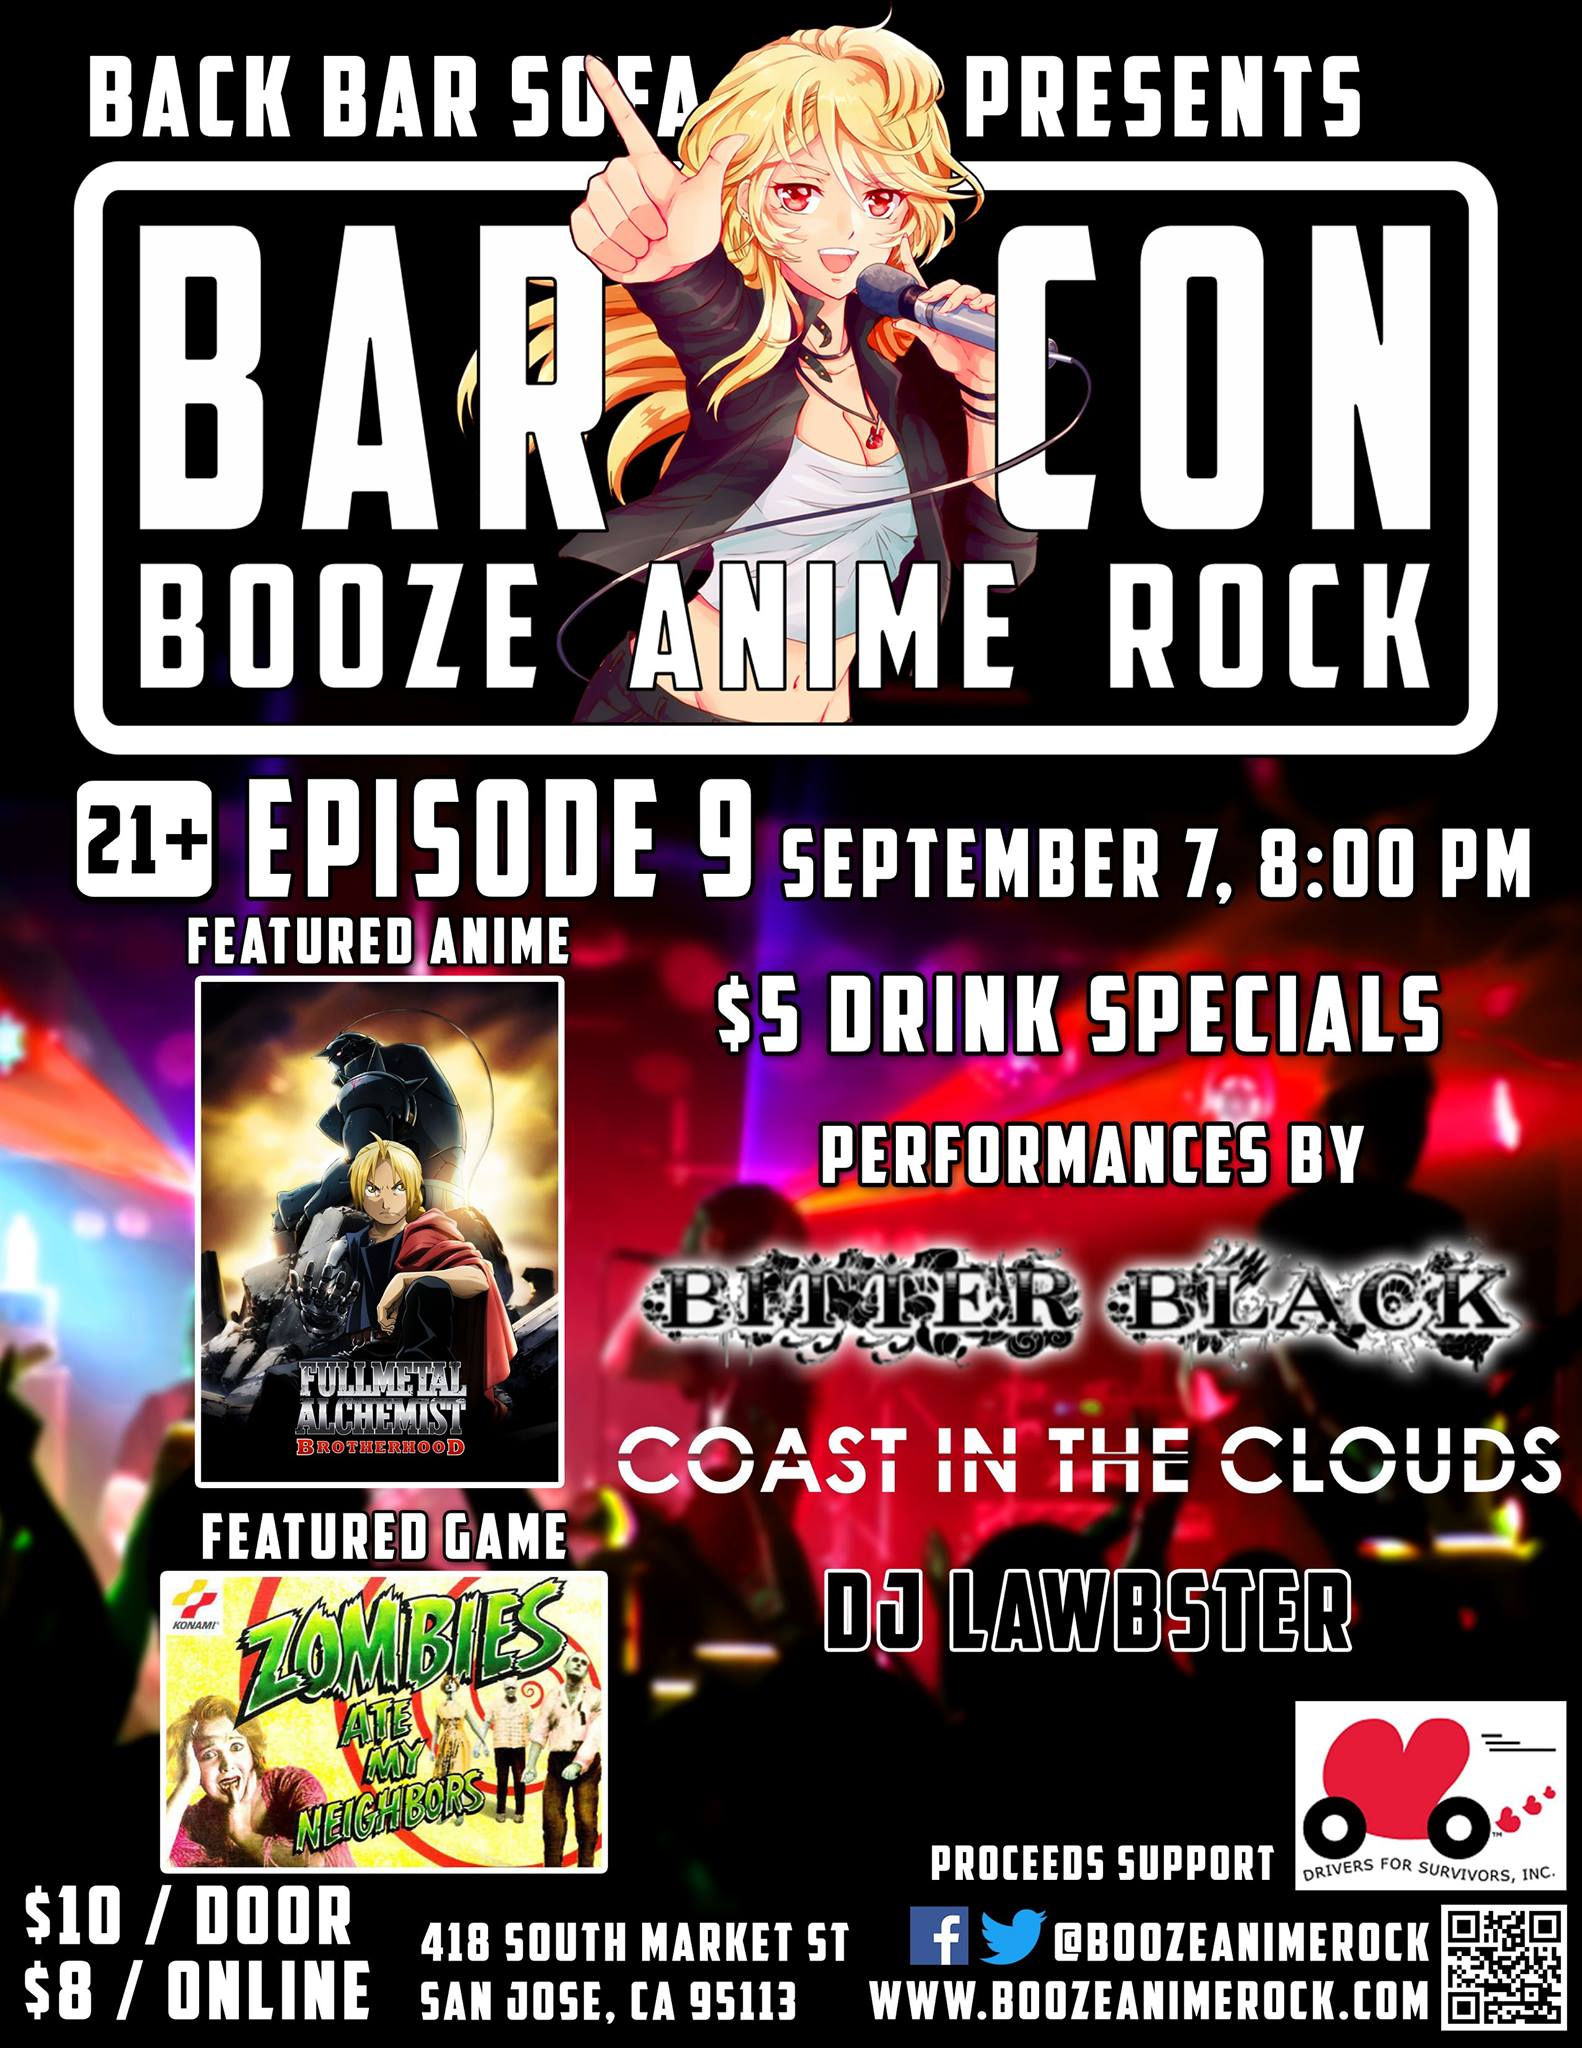 BACK BAR SOFA PRESENTS
BAR CON
BOOZE ANIME ROCK
21+ EPISODE 9 SEPTEMBER 7, 8:00 PM
FEATURED ANIME
FULLMETAL
ALCHEMIST
BROTHERHOOD
$5 DRINK SPECIALS
PERFORMANCES BY
BITTER BLACK
COAST IN THE CLOUDS
DJ LAWBSTER
FEATURED GAME
KONAMI
ZOMBIES
ATE
MY
NEIGHBORS
PROCEEDS SUPPORT
DRIVERS FOR SURVIVORS, INC.
$10 / DOOR
$8 / ONLINE
418 SOUTH MARKET ST
SAN JOSE, CA 95113
@BOOZEANIMEROCK
WWW.BOOZEANIMEROCK.COM